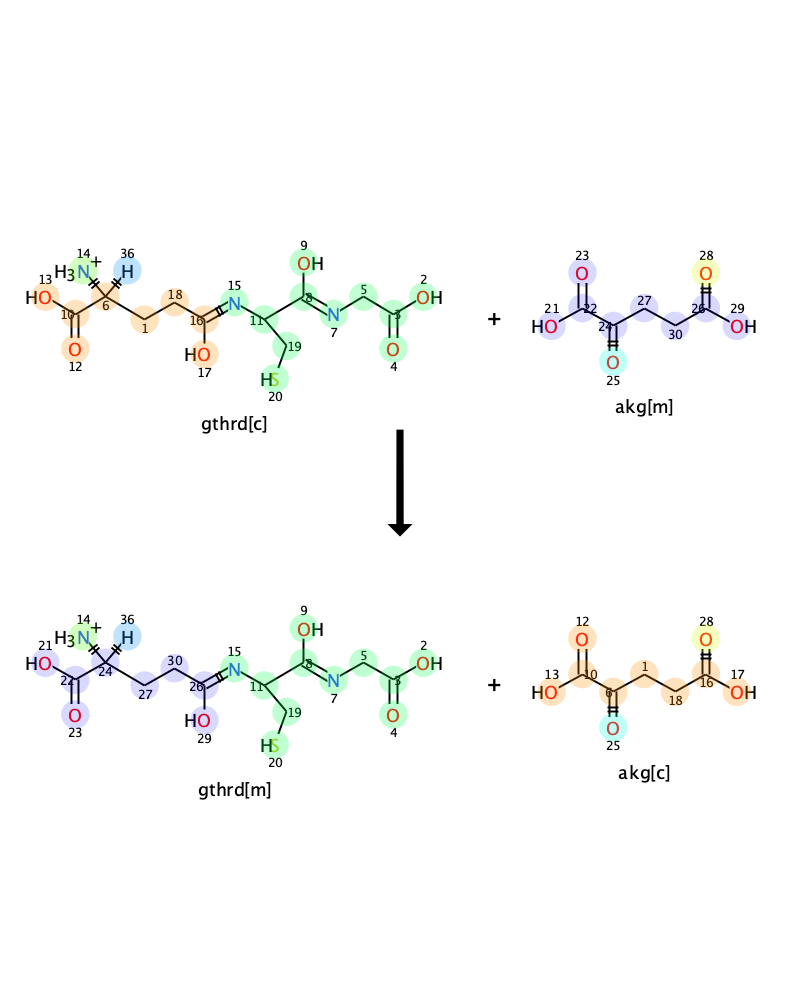 14 36 9 23 28
H3N+ H OH O O
13 18 15 5 2 27
HO N OH
10 6 8 22 26
1 16 11 N 3 21 24 29
+ HO OH
O HO 7 O 30
12 17 19 4 O
HS 25
20
gthrd[c] akg[m]
14 36 9 12 28
H3N+ H OH O O
21 30 15 5 2 1
HO N OH
22 24 8 10 16
27 26 11 N 3 13 6 17
+ HO OH
O HO 7 O 18
23 29 19 4 O
HS 25
20
gthrd[m] akg[c]